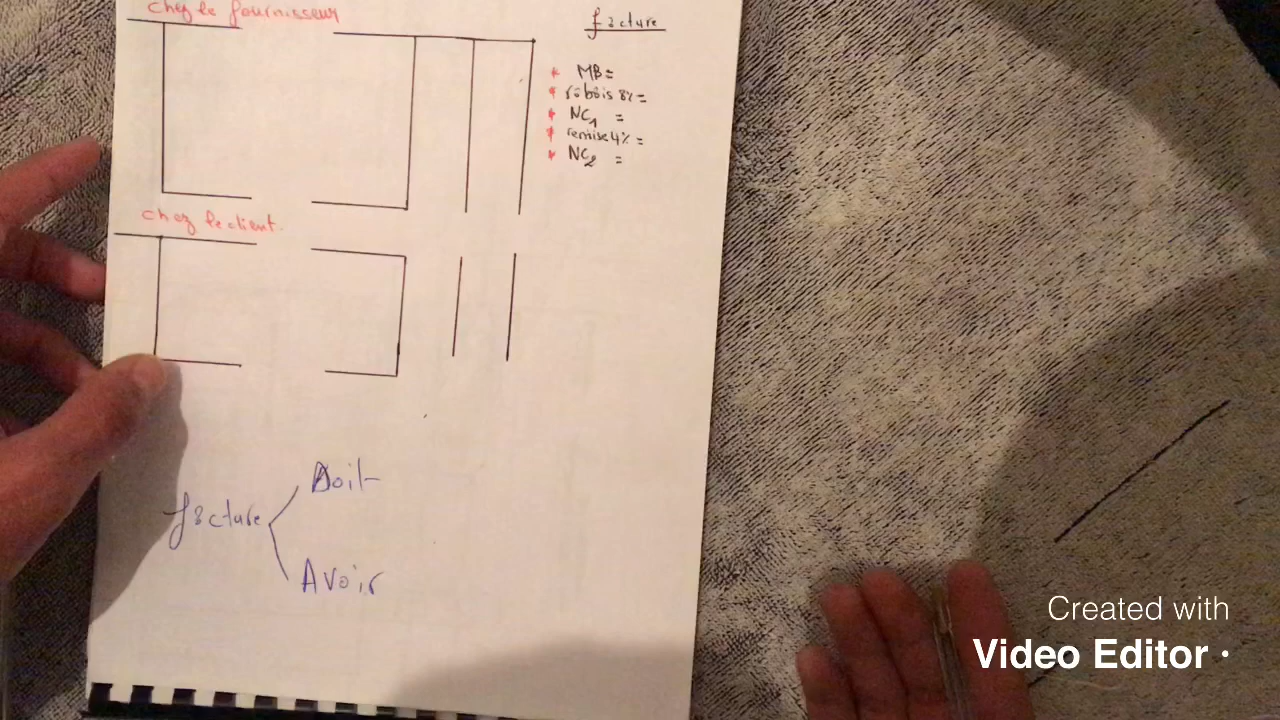 chez le fournisseur
facture
* MB=
* rabais 8% =
* NC1 =
* remise 4% =
* NC2 =
chez le client
facture
Doit
Avoir
Created with
Video Editor ·